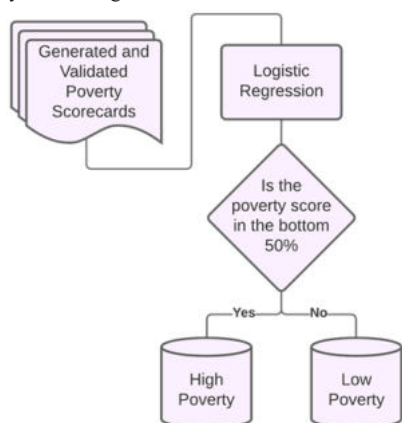 Generated and
Validated
Poverty
Scorecards
Logistic
Regression
Is the
poverty score
in the bottom
50%
Yes
No
High
Poverty
Low
Poverty